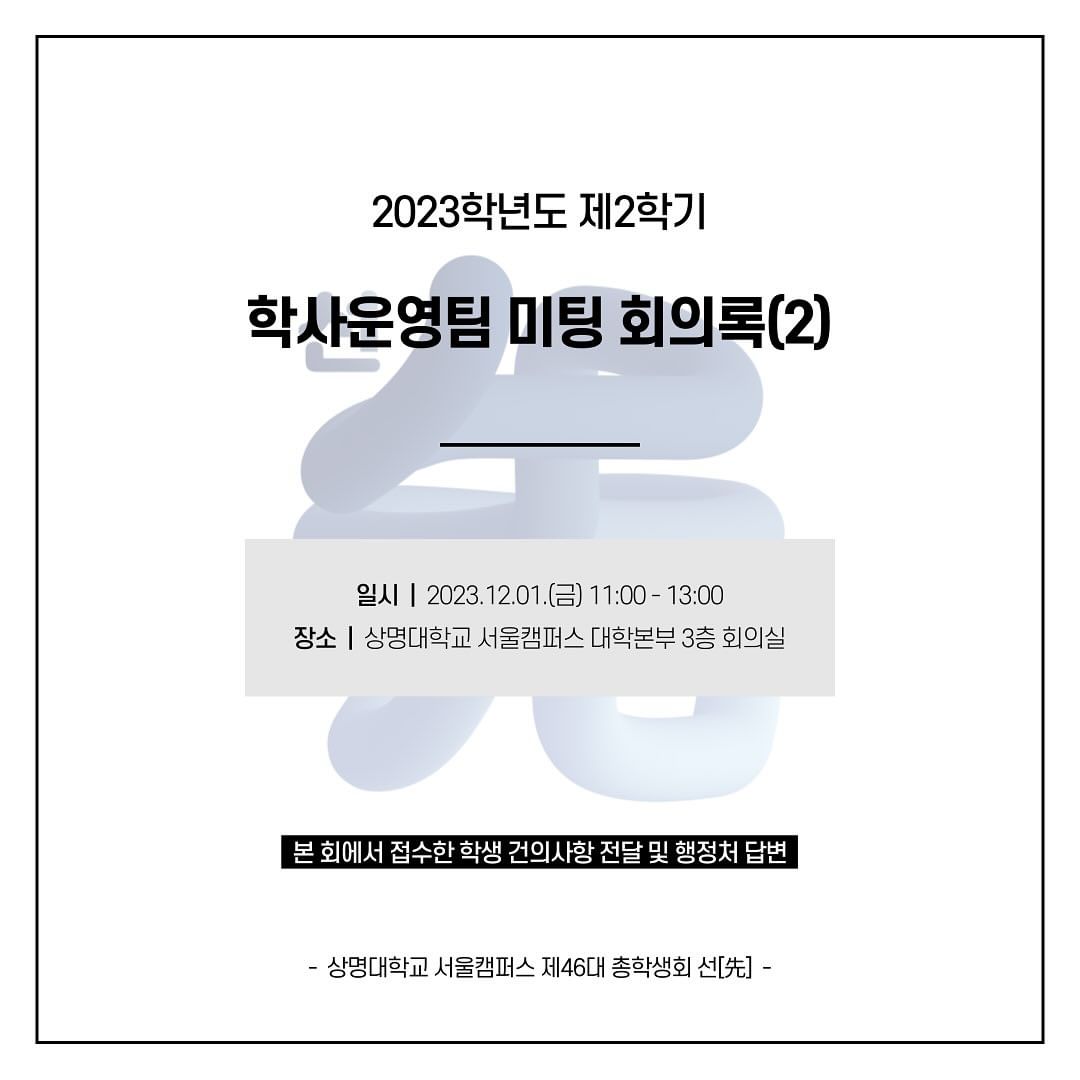 2023학년도 제2학기
학사운영팀 미팅 회의록(2)
선
先
일시 | 2023.12.01.(금) 11:00 - 13:00
장소 | 상명대학교 서울캠퍼스 대학본부 3층 회의실
본 회에서 접수한 학생 건의사항 전달 및 행정처 답변
- 상명대학교 서울캠퍼스 제46대 총학생회 선[先] -